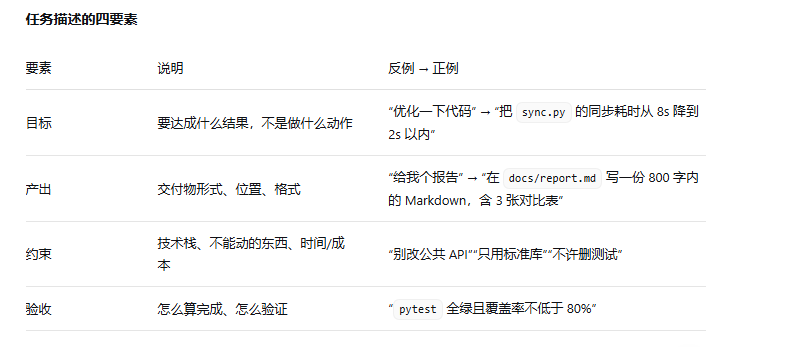 任务描述的四要素
要素 说明 反例 → 正例
目标 要达成什么结果，不是做什么动作 “优化一下代码” → “把 sync.py 的同步耗时从 8s 降到
2s 以内”
产出 交付物形式、位置、格式 “给我个报告” → “在 docs/report.md 写一份 800 字内
的 Markdown，含 3 张对比表”
约束 技术栈、不能动的东西、时间/成
本 “别改公共 API”“只用标准库”“不许删测试”
验收 怎么算完成、怎么验证 “pytest 全绿且覆盖率不低于 80%”